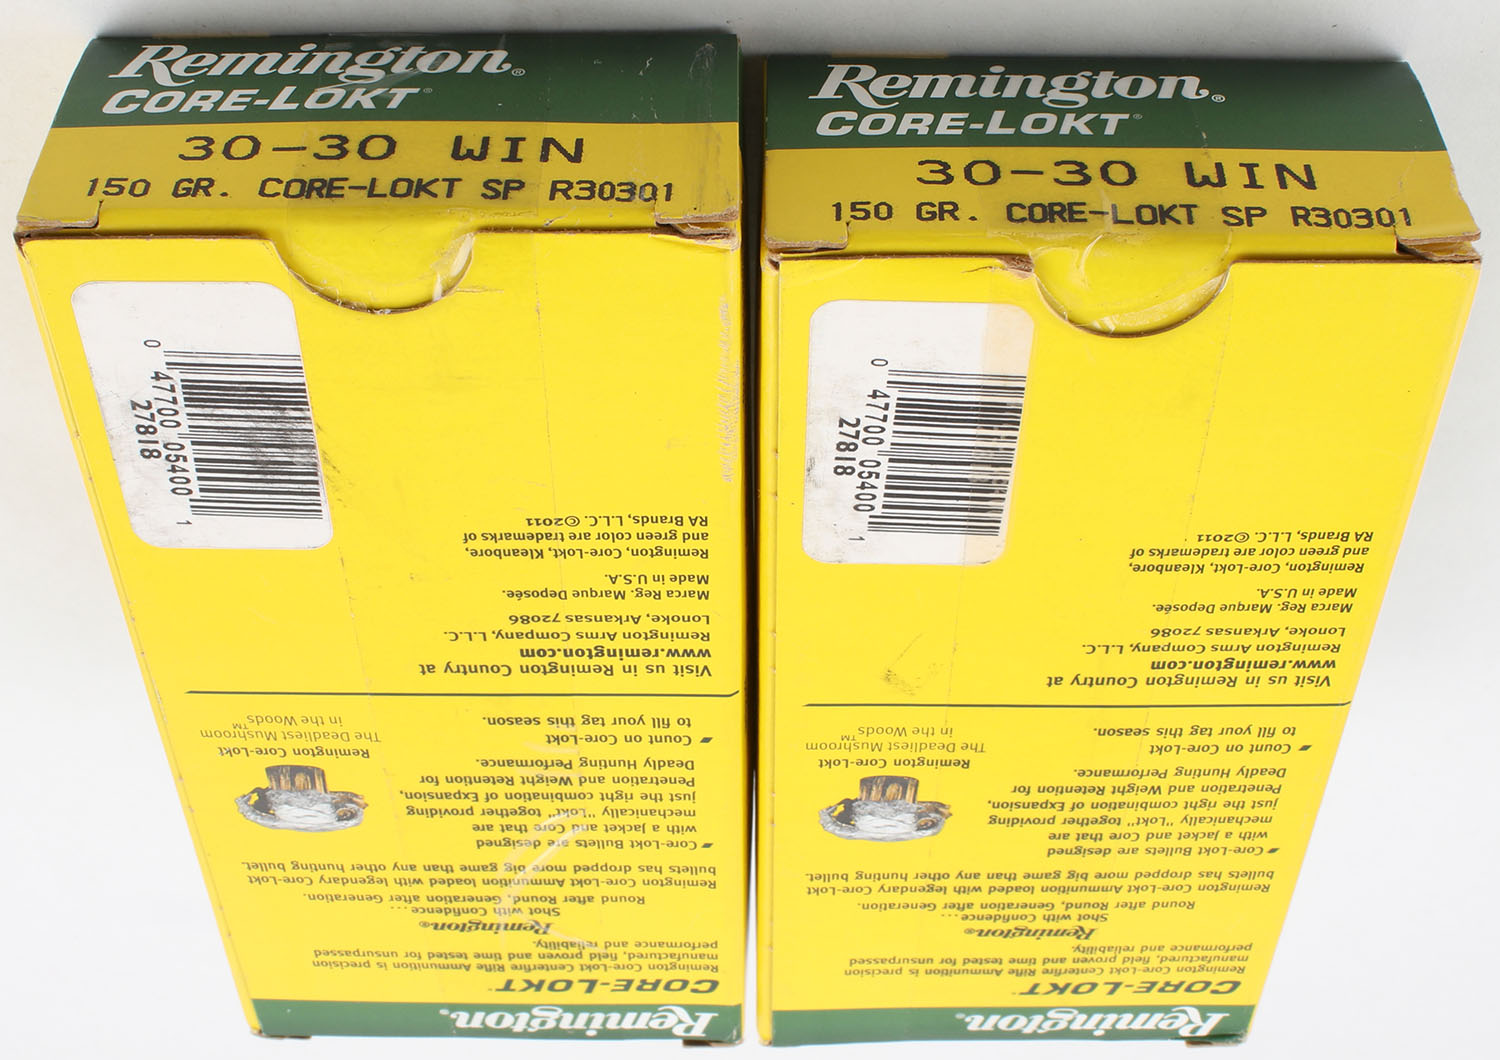 Remington®
CORE-LOKT®
30-30 WIN
150 GR. CORE-LOKT SP R30301
0 47700 05400 1
27818
Remington.
CORE-LOKT
Remington Core-Lokt Centerfire Rifle Ammunition is precision
manufactured, field proven and time tested for unsurpassed
performance and reliability.
Remington®
Shot with Confidence....
Round after Round, Generation after Generation.
Remington Core-Lokt Ammunition loaded with legendary Core-Lokt
bullets has dropped more big game than any other hunting bullet.
Core-Lokt Bullets are designed
with a Jacket and Core that are
mechanically "Lokt" together providing
just the right combination of Expansion,
Penetration and Weight Retention for
Deadly Hunting Performance.
Count on Core-Lokt
to fill your tag this season.
Remington Core-Lokt
The Deadliest Mushroom
in the Woods™
Visit us in Remington Country at
www.remington.com
Remington Arms Company, L.L.C.
Lonoke, Arkansas 72086
Marca Reg. Marque Deposée.
Made in U.S.A.
Remington, Core-Lokt, Kleanbore,
and green color are trademarks of
RA Brands, L.L.C. ©2011
Remington®
CORE-LOKT®
30-30 WIN
150 GR. CORE-LOKT SP R30301
0 47700 05400 1
27818
Remington.
CORE-LOKT
Remington Core-Lokt Centerfire Rifle Ammunition is precision
manufactured, field proven and time tested for unsurpassed
performance and reliability.
Remington®
Shot with Confidence....
Round after Round, Generation after Generation.
Remington Core-Lokt Ammunition loaded with legendary Core-Lokt
bullets has dropped more big game than any other hunting bullet.
Core-Lokt Bullets are designed
with a Jacket and Core that are
mechanically "Lokt" together providing
just the right combination of Expansion,
Penetration and Weight Retention for
Deadly Hunting Performance.
Count on Core-Lokt
to fill your tag this season.
Remington Core-Lokt
The Deadliest Mushroom
in the Woods™
Visit us in Remington Country at
www.remington.com
Remington Arms Company, L.L.C.
Lonoke, Arkansas 72086
Marca Reg. Marque Deposée.
Made in U.S.A.
Remington, Core-Lokt, Kleanbore,
and green color are trademarks of
RA Brands, L.L.C. ©2011